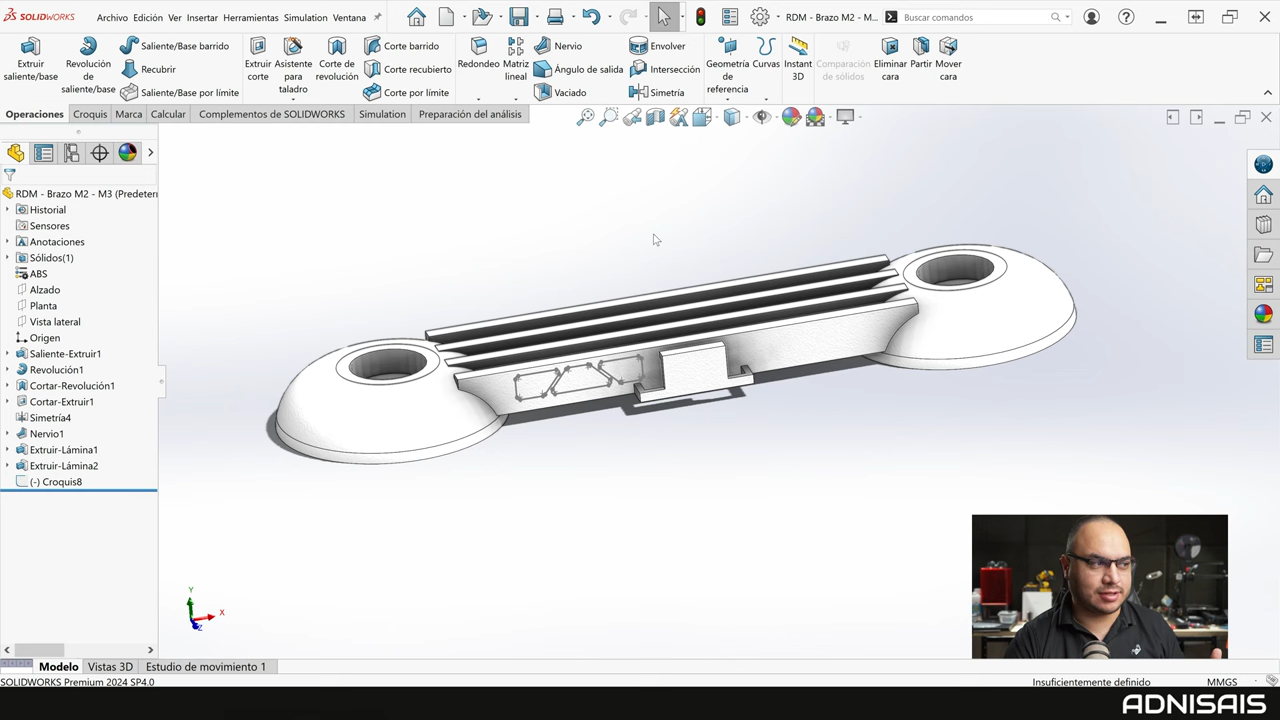 SOLIDWORKS
Archivo Edición Ver Insertar Herramientas Simulation Ventana
RDM - Brazo M2 - M...
Buscar comandos
Extruir saliente/base
Revolución de saliente/base
Saliente/Base barrido
Recubrir
Saliente/Base por límite
Extruir corte
Asistente para taladro
Corte de revolución
Corte barrido
Corte recubierto
Corte por límite
Redondeo
Matriz lineal
Nervio
Ángulo de salida
Vaciado
Envolver
Intersección
Simetría
Geometría de referencia
Curvas
Instant 3D
Comparación de sólidos
Eliminar cara
Partir
Mover cara
Operaciones Croquis Marca Calcular Complementos de SOLIDWORKS Simulation Preparación del análisis
RDM - Brazo M2 - M3 (Predeter
Historial
Sensores
Anotaciones
Sólidos(1)
ABS
Alzado
Planta
Vista lateral
Origen
Saliente-Extruir1
Revolución1
Cortar-Revolución1
Cortar-Extruir1
Simetría4
Nervio1
Extruir-Lámina1
Extruir-Lámina2
(-) Croquis8
Y
X
Z
Modelo Vistas 3D Estudio de movimiento 1
SOLIDWORKS Premium 2024 SP4.0
Insuficientemente definido
MMGS
ADNISAIS